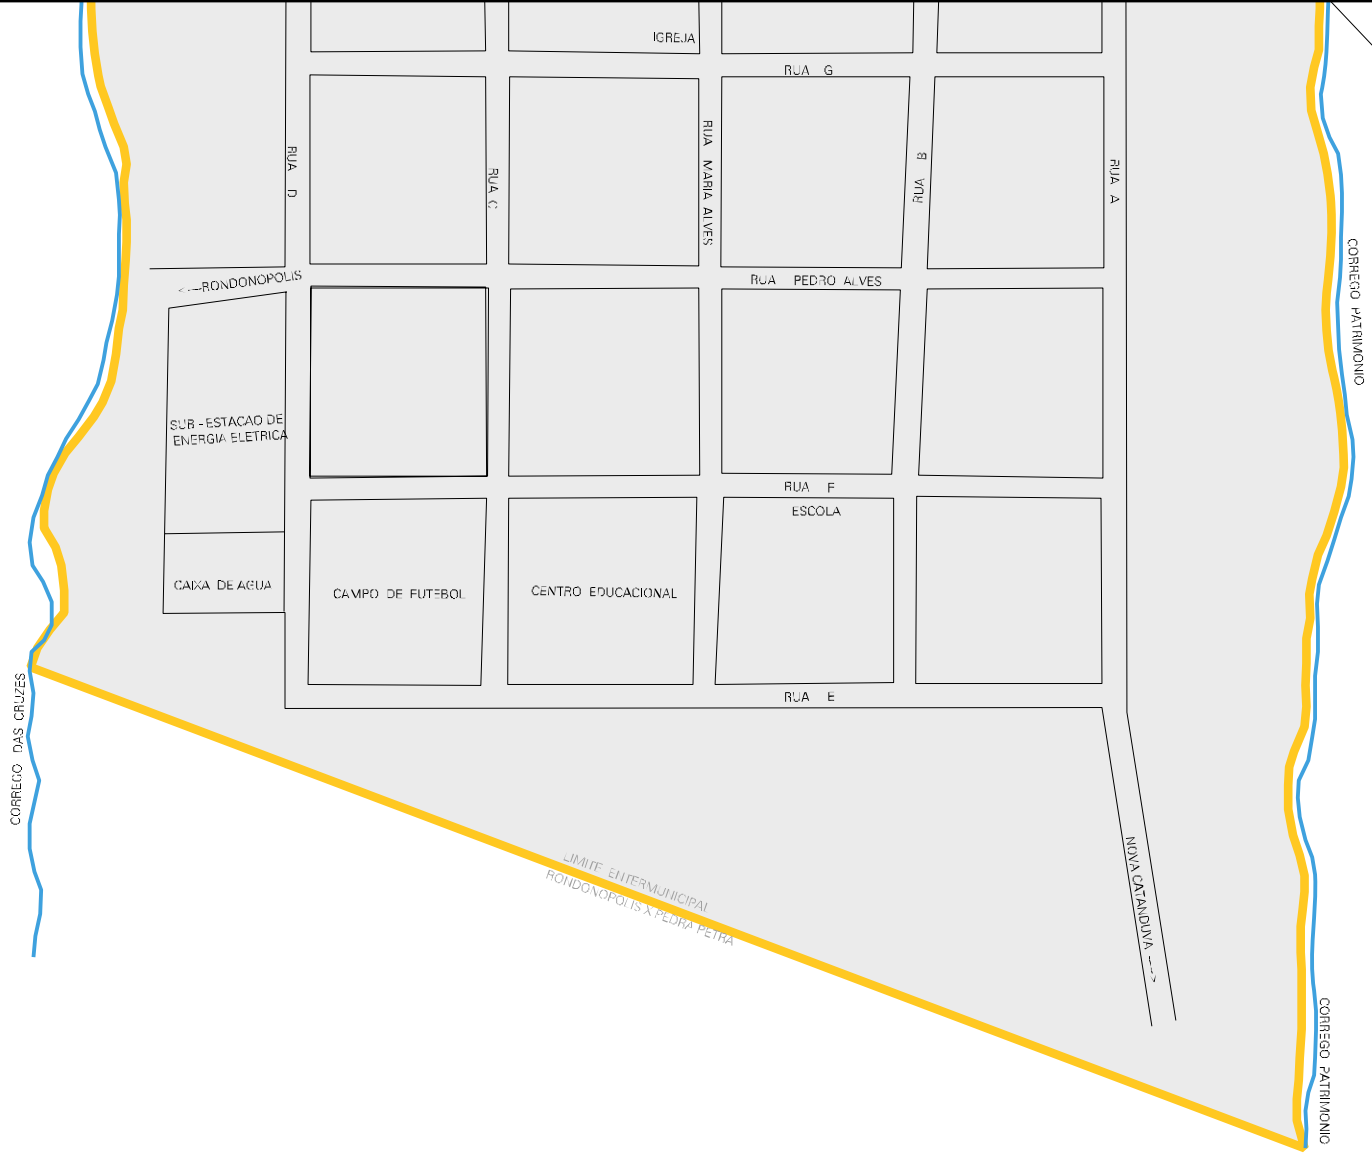 IGREJA
RUA G
RUA D
RUA C
RUA MARIA ALVES
RUA B
RUA A
<---RONDONOPOLIS
RUA PEDRO ALVES
CORREGO PATRIMONIO
SUB-ESTACAO DE
ENERGIA ELETRICA
RUA F
ESCOLA
CAIXA DE AGUA
CAMPO DE FUTEBOL
CENTRO EDUCACIONAL
RUA E
CORREGO DAS CRUZES
LIMITE ENTERMUNICIPAL
RONDONOPOLIS X PEDRA PETRA
NOVA CATANDUVA --->
CORREGO PATRIMONIO